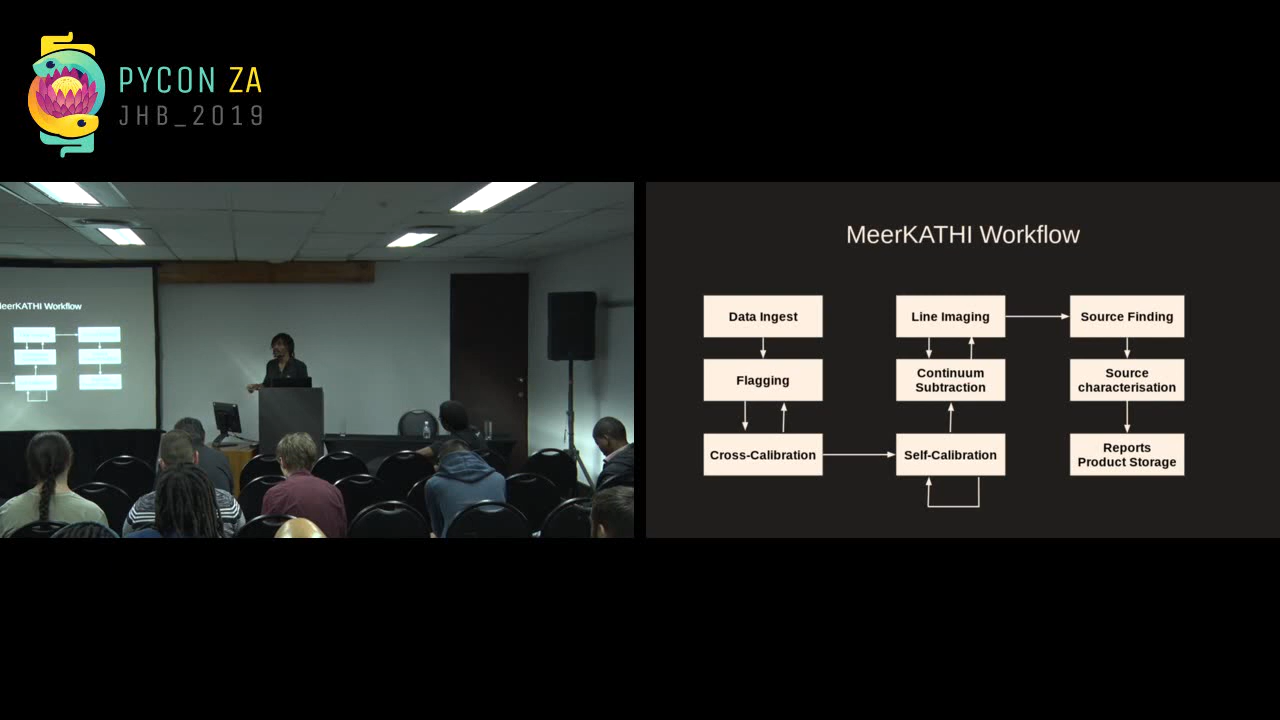 PYCON ZA
JHB_2019
MeerKATHI Workflow
MeerKATHI Workflow
Data Ingest
Flagging
Cross-Calibration
Line Imaging
Continuum
Subtraction
Self-Calibration
Source Finding
Source
characterisation
Reports
Product Storage